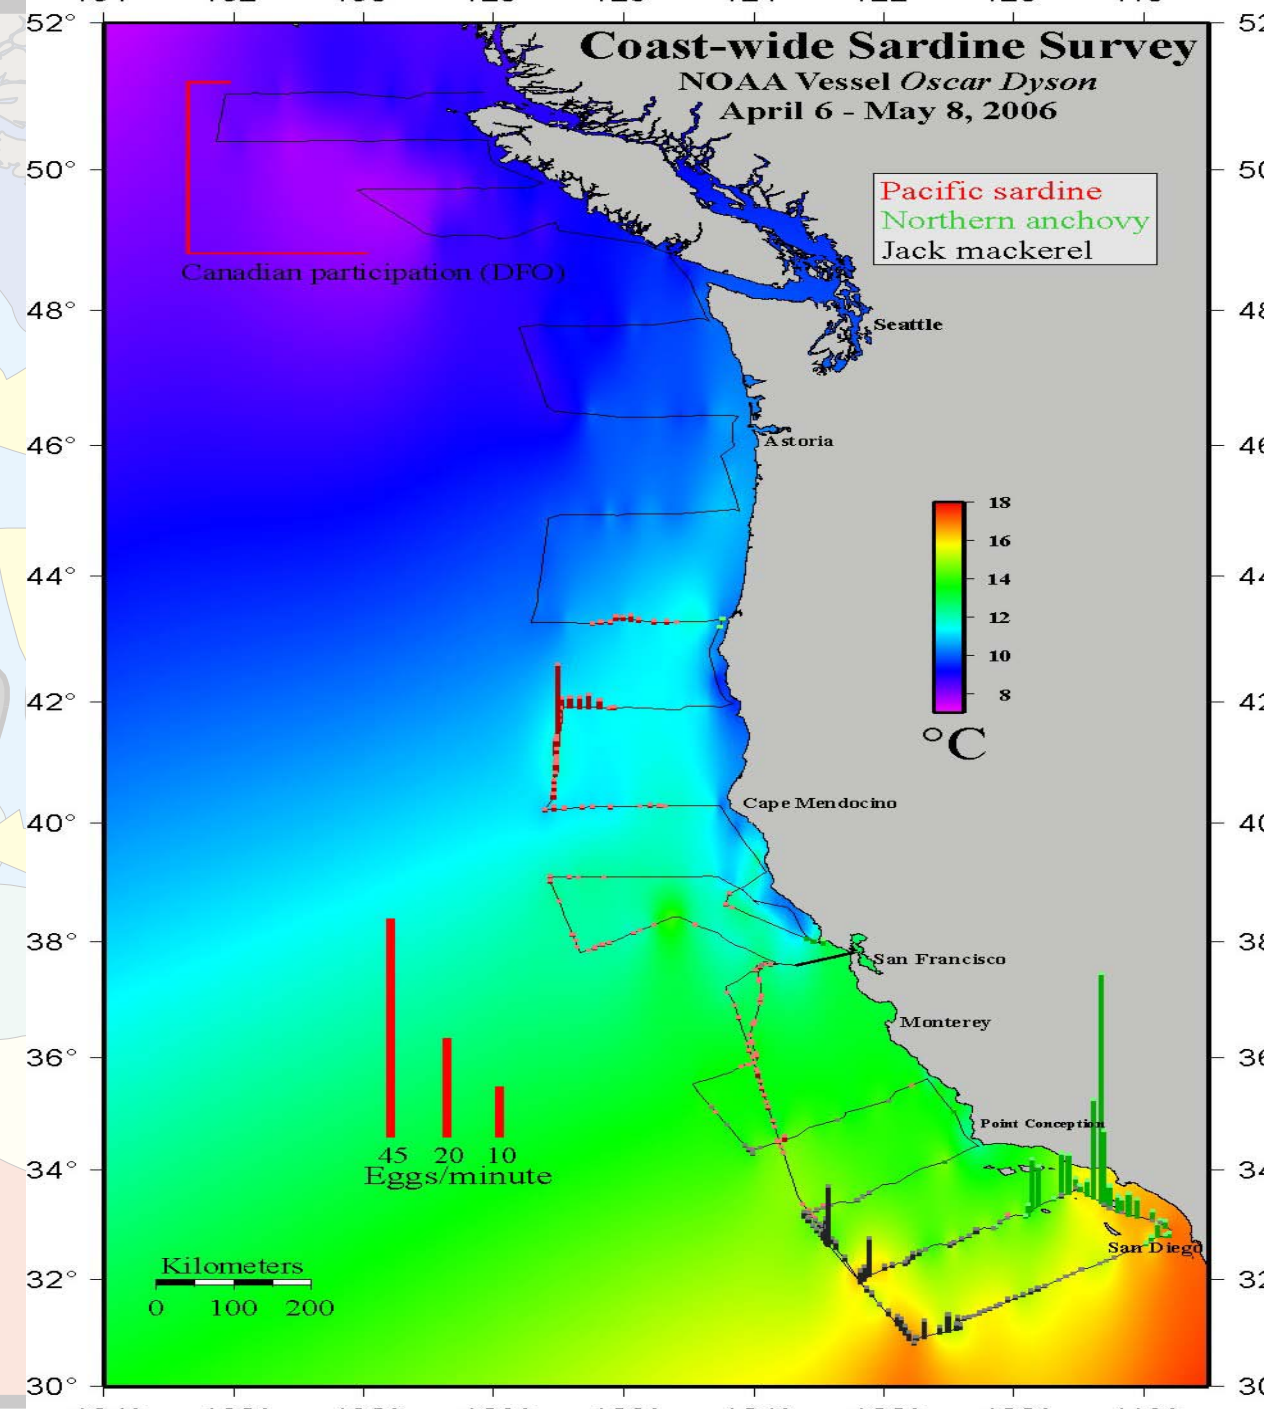 Coast-wide Sardine Survey
NOAA Vessel Oscar Dyson
April 6 - May 8, 2006
Pacific sardine
Northern anchovy
Jack mackerel
Canadian participation (DFO)
Seattle
Astoria
Cape Mendocino
San Francisco
Monterey
Point Conception
San Diego
18
16
14
12
10
8
°C
45 20 10
Eggs/minute
Kilometers
0 100 200
52°
50°
48°
46°
44°
42°
40°
38°
36°
34°
32°
30°